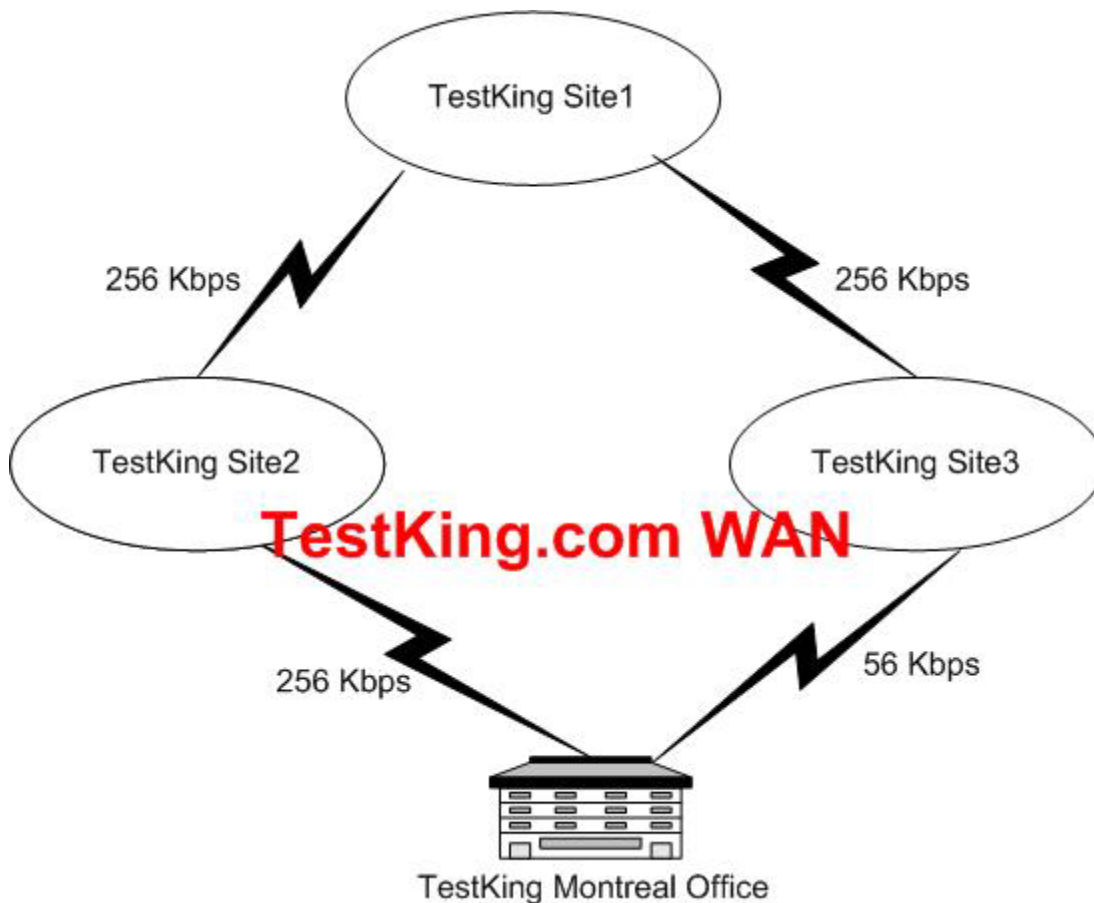 TestKing Site1
256 Kbps
256 Kbps
TestKing Site2
TestKing Site3
TestKing.com WAN
256 Kbps
56 Kbps
TestKing Montreal Office